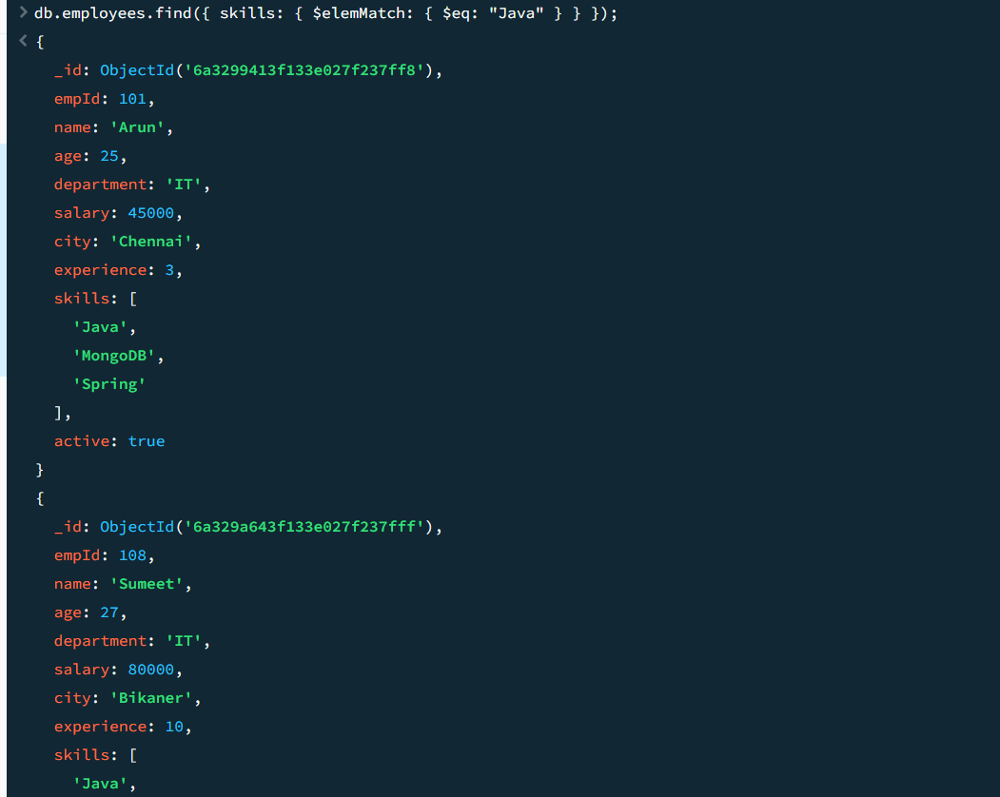 > db.employees.find({ skills: { $elemMatch: { $eq: "Java" } } });
< {
_id: ObjectId('6a3299413f133e027f237ff8'),
empId: 101,
name: 'Arun',
age: 25,
department: 'IT',
salary: 45000,
city: 'Chennai',
experience: 3,
skills: [
'Java',
'MongoDB',
'Spring'
],
active: true
}
{
_id: ObjectId('6a329a643f133e027f237fff'),
empId: 108,
name: 'Sumeet',
age: 27,
department: 'IT',
salary: 80000,
city: 'Bikaner',
experience: 10,
skills: [
'Java',